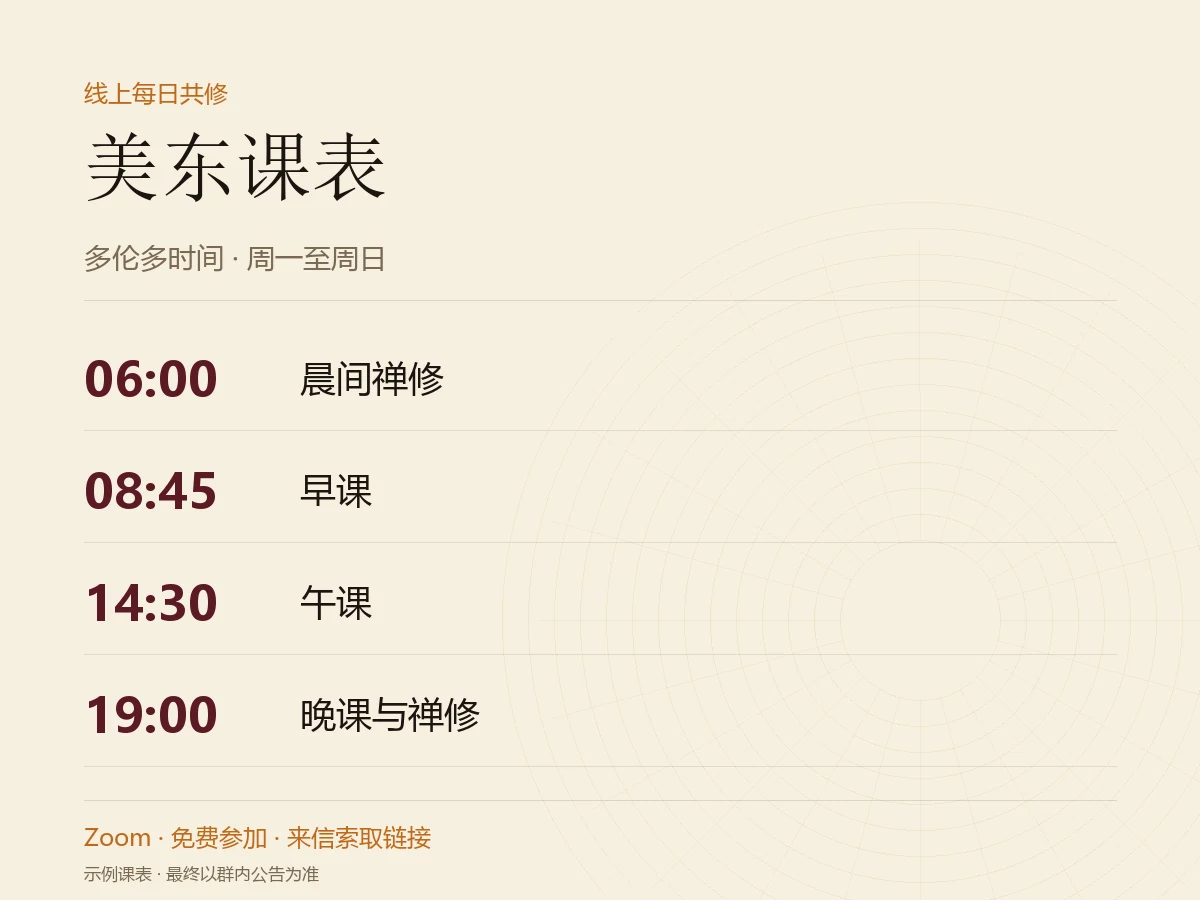 线上每日共修
美东课表
多伦多时间 · 周一至周日
06:00 晨间禅修
08:45 早课
14:30 午课
19:00 晚课与禅修
Zoom · 免费参加 · 来信索取链接
示例课表 · 最终以群内公告为准